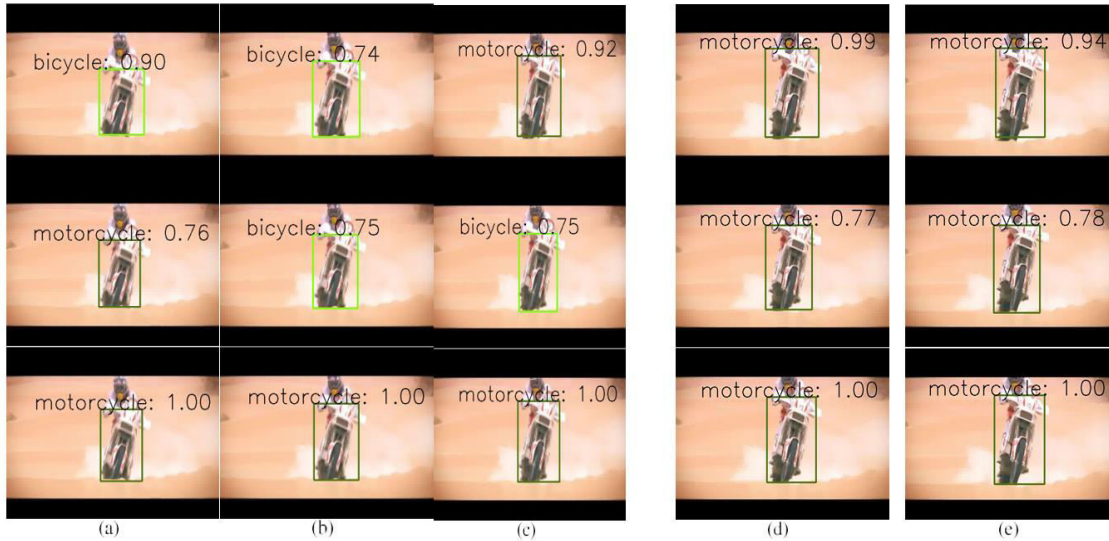 bicycle: 0.90
bicycle: 0.74
motorcycle: 0.92
motorcycle: 0.99
motorcycle: 0.94
motorcycle: 0.76
bicycle: 0.75
bicycle: 0.75
motorcycle: 0.77
motorcycle: 0.78
motorcycle: 1.00
motorcycle: 1.00
motorcycle: 1.00
motorcycle: 1.00
motorcycle: 1.00
(a)
(b)
(c)
(d)
(e)